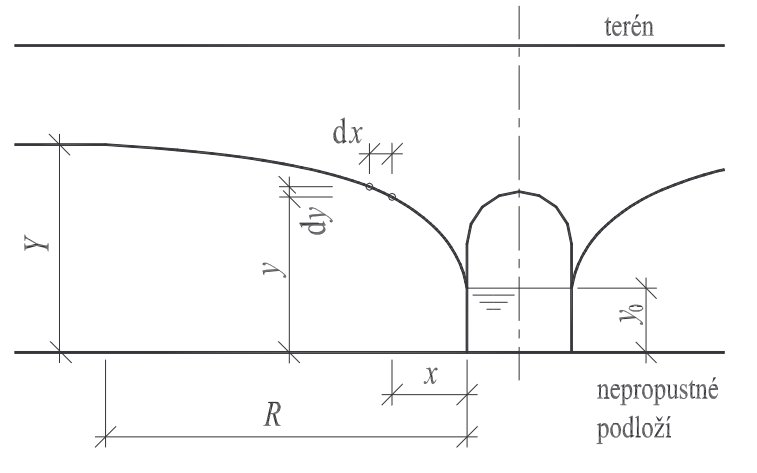 terén
dx
Y
dy
y
y₀
x
R
nepropustné
podloží